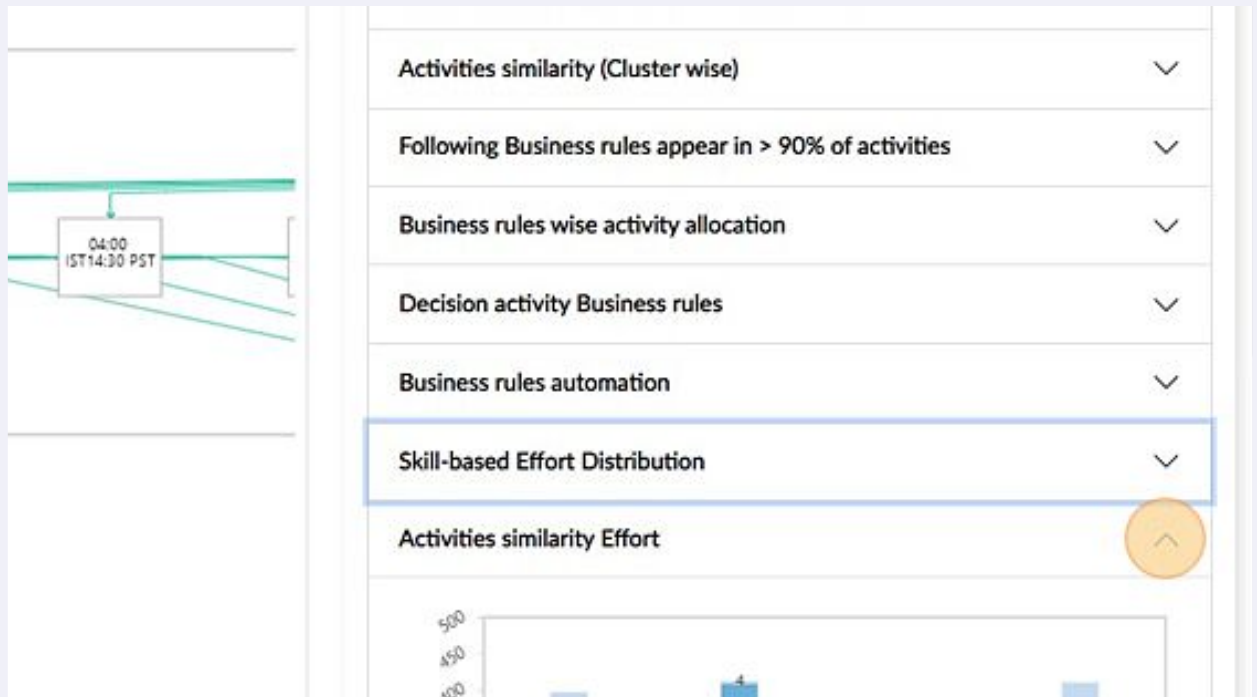 Activities similarity (Cluster wise)
Following Business rules appear in > 90% of activities
Business rules wise activity allocation
04:00
IST14:30 PST
Decision activity Business rules
Business rules automation
Skill-based Effort Distribution
Activities similarity Effort
500
450
400
4